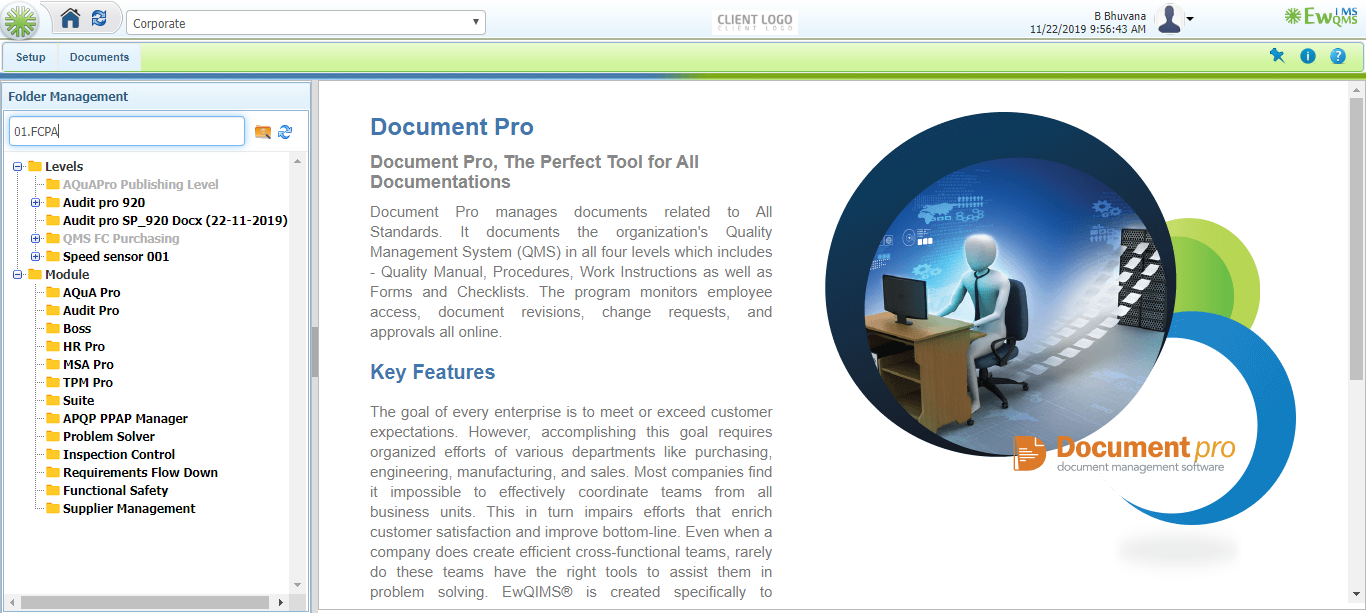 Corporate
CLIENT LOGO
CLIENT LOGO
B Bhuvana
11/22/2019 9:56:43 AM
EwQIMS
QMS
Setup
Documents
Folder Management
01.FCPA
Levels
AQuAPro Publishing Level
Audit pro 920
Audit pro SP_920 Docx (22-11-2019)
QMS FC Purchasing
Speed sensor 001
Module
AQuA Pro
Audit Pro
Boss
HR Pro
MSA Pro
TPM Pro
Suite
APQP PPAP Manager
Problem Solver
Inspection Control
Requirements Flow Down
Functional Safety
Supplier Management
Document Pro
Document Pro, The Perfect Tool for All
Documentations
Document Pro manages documents related to All
Standards. It documents the organization's Quality
Management System (QMS) in all four levels which includes
- Quality Manual, Procedures, Work Instructions as well as
Forms and Checklists. The program monitors employee
access, document revisions, change requests, and
approvals all online.
Key Features
The goal of every enterprise is to meet or exceed customer
expectations. However, accomplishing this goal requires
organized efforts of various departments like purchasing,
engineering, manufacturing, and sales. Most companies find
it impossible to effectively coordinate teams from all
business units. This in turn impairs efforts that enrich
customer satisfaction and improve bottom-line. Even when a
company does create efficient cross-functional teams, rarely
do these teams have the right tools to assist them in
problem solving. EwQIMS® is created specifically to
Document pro
document management software